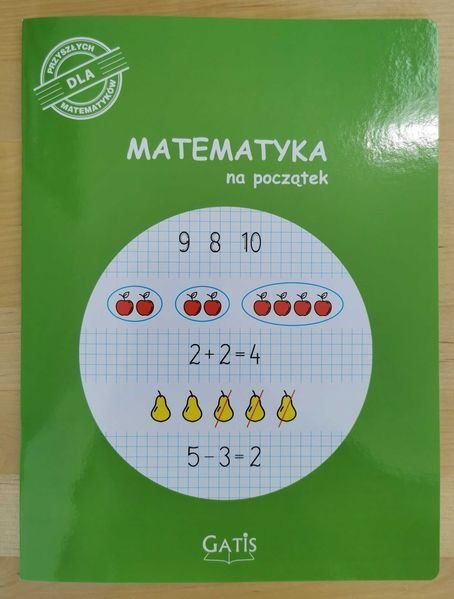 PRZYSZŁYCH
DLA
MATEMATYKÓW
MATEMATYKA
na początek
9 8 10
2+2=4
5-3=2
GATIS